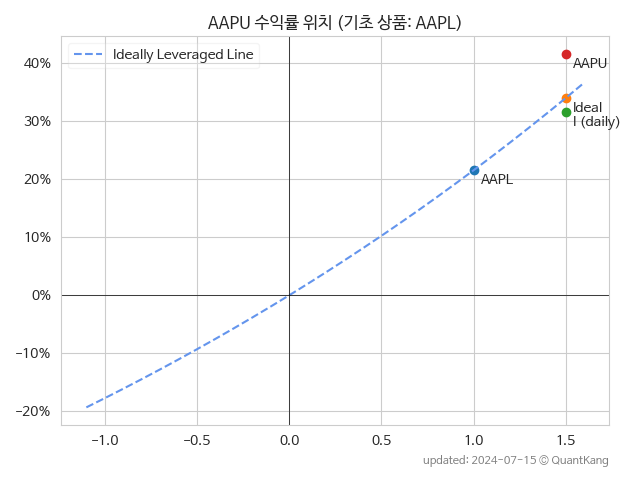 AAPU 수익률 위치 (기초 상품: AAPL)
Ideally Leveraged Line
40%
30%
20%
10%
0%
−10%
−20%
AAPU
Ideal
I (daily)
AAPL
−1.0 −0.5 0.0 0.5 1.0 1.5
updated: 2024-07-15 © QuantKang